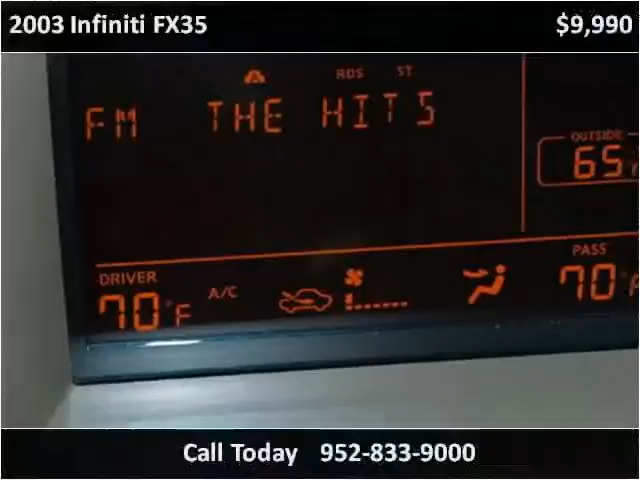 2003 Infiniti FX35 $9,990
RDS ST
FM THE HITS
OUTSIDE
65
DRIVER PASS
70°F A/C 70°F
Call Today 952-833-9000